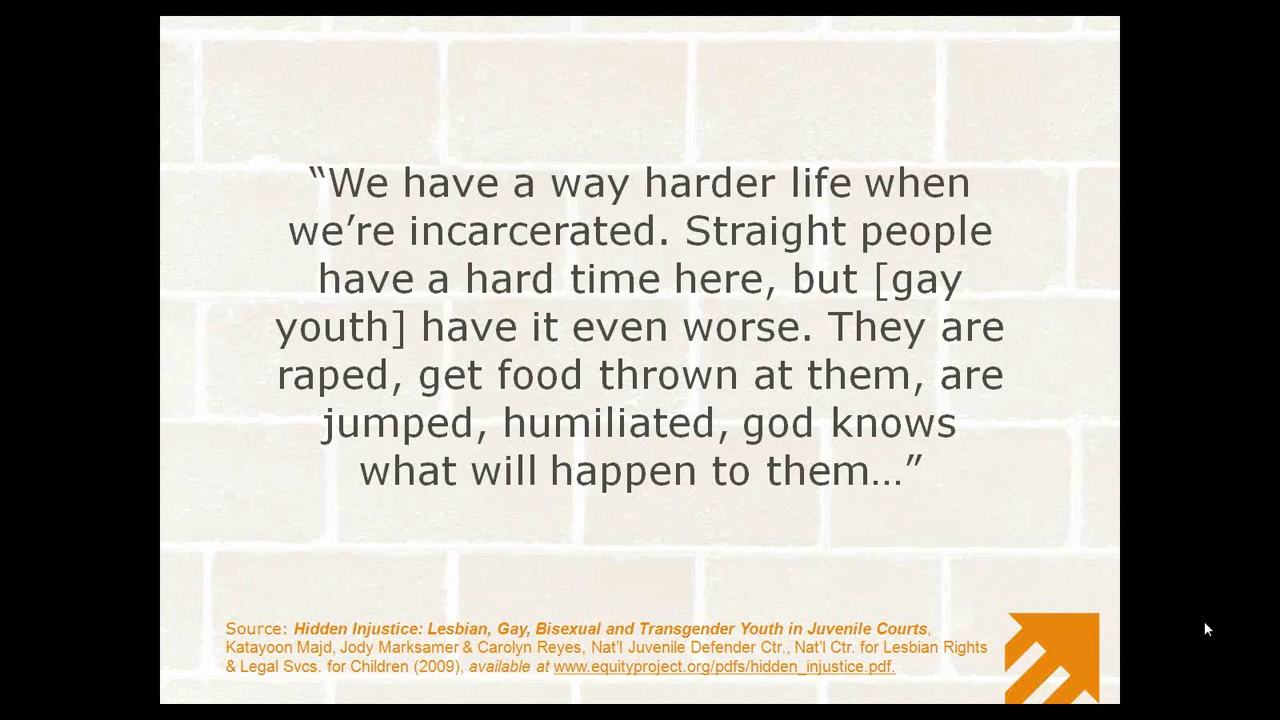 “We have a way harder life when
we’re incarcerated. Straight people
have a hard time here, but [gay
youth] have it even worse. They are
raped, get food thrown at them, are
jumped, humiliated, god knows
what will happen to them…”
Source: Hidden Injustice: Lesbian, Gay, Bisexual and Transgender Youth in Juvenile Courts,
Katayoon Majd, Jody Marksamer & Carolyn Reyes, Nat’l Juvenile Defender Ctr., Nat’l Ctr. for Lesbian Rights
& Legal Svcs. for Children (2009), available at www.equityproject.org/pdfs/hidden_injustice.pdf.